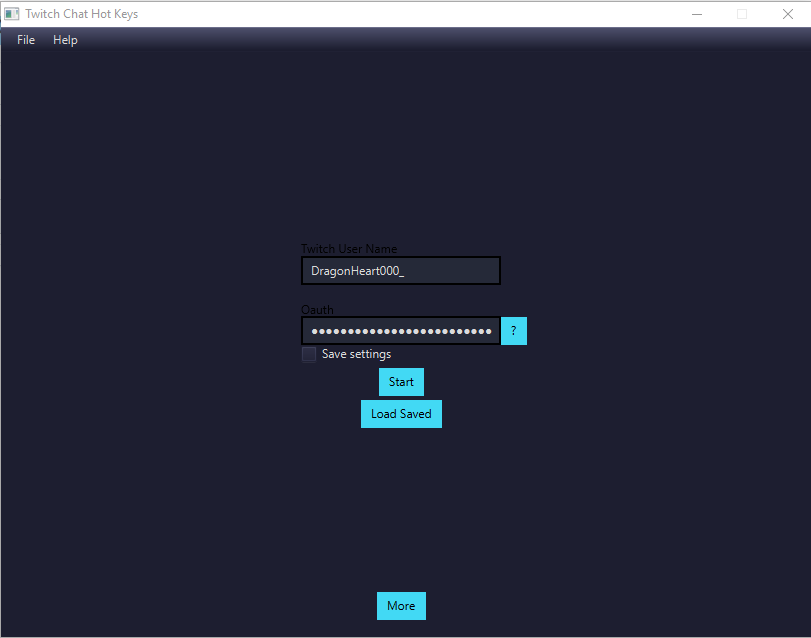 Twitch Chat Hot Keys
File Help
Twitch User Name
DragonHeart000_
Oauth
●●●●●●●●●●●●●●●●●●●●●●●●● ?
Save settings
Start
Load Saved
More